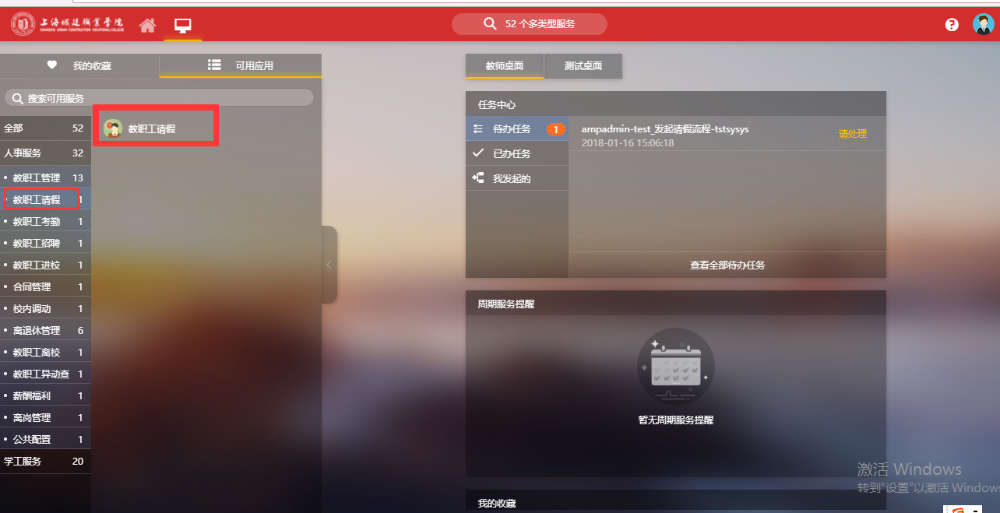 上海城建职业学院
SHANGHAI URBAN CONSTRUCTION VOCATIONAL COLLEGE
52 个多类型服务
我的收藏
可用应用
搜索可用服务
全部 52
人事服务 32
教职工管理 13
教职工请假 1
教职工考勤 1
教职工招聘 1
教职工进校 1
合同管理 1
校内调动 1
离退休管理 6
教职工离校 1
教职工异动查 1
薪酬福利 1
离岗管理 1
公共配置 1
学工服务 20
教职工请假
教师桌面
测试桌面
任务中心
待办任务 1
已办任务
我发起的
ampadmin-test_发起请假流程-tstsysys
2018-01-16 15:06:18
请处理
查看全部待办任务
周期服务提醒
暂无周期服务提醒
我的收藏
激活 Windows
转到"设置"以激活 Windows